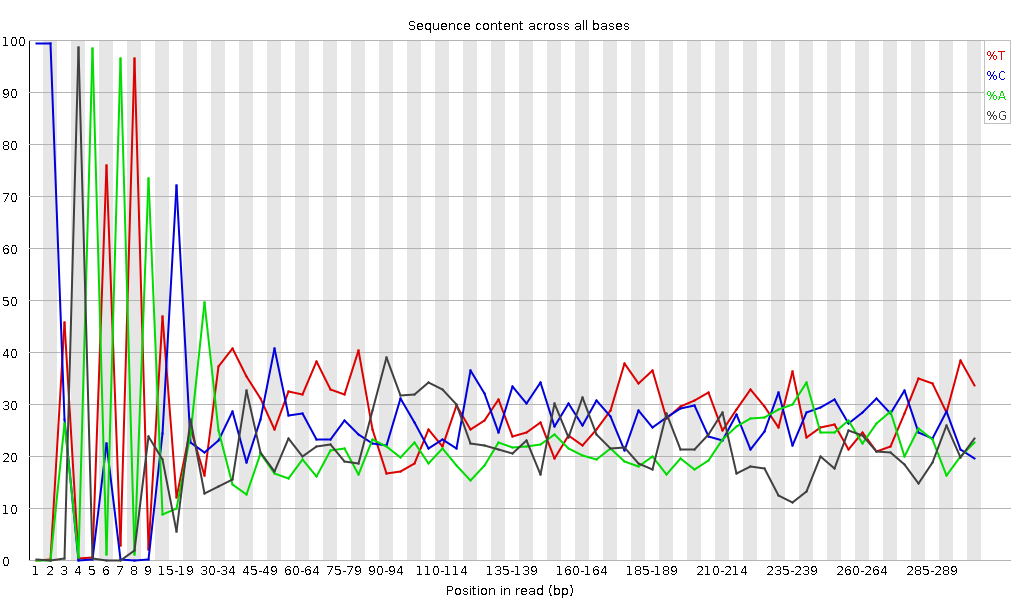 Sequence content across all bases
100
90
80
70
60
50
40
30
20
10
0
%T
%C
%A
%G
1 2 3 4 5 6 7 8 9 15-19 30-34 45-49 60-64 75-79 90-94 110-114 135-139 160-164 185-189 210-214 235-239 260-264 285-289
Position in read (bp)